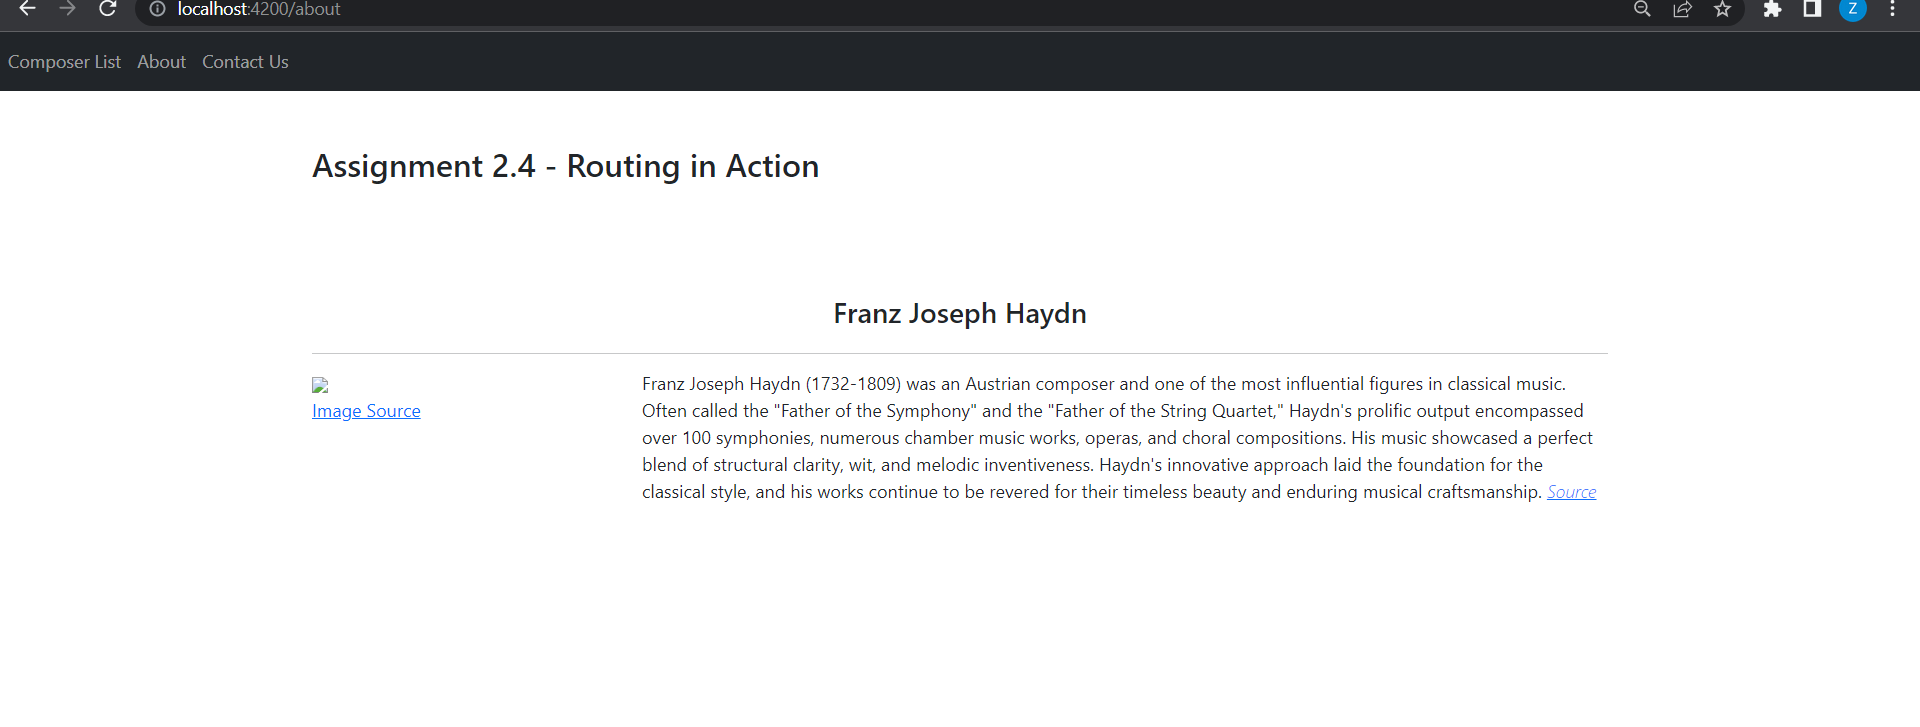 localhost:4200/about
Z
Composer List About Contact Us
Assignment 2.4 - Routing in Action
Franz Joseph Haydn
Image Source
Franz Joseph Haydn (1732-1809) was an Austrian composer and one of the most influential figures in classical music.
Often called the "Father of the Symphony" and the "Father of the String Quartet," Haydn's prolific output encompassed
over 100 symphonies, numerous chamber music works, operas, and choral compositions. His music showcased a perfect
blend of structural clarity, wit, and melodic inventiveness. Haydn's innovative approach laid the foundation for the
classical style, and his works continue to be revered for their timeless beauty and enduring musical craftsmanship. Source